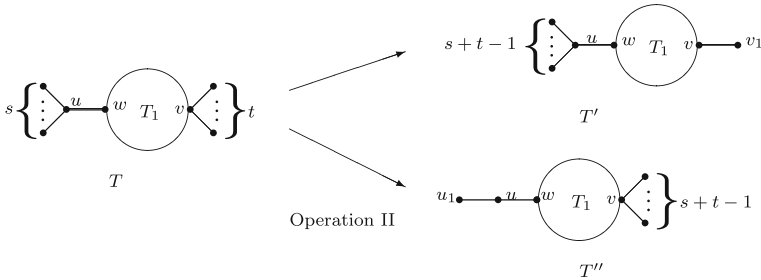 s u w T₁ v t
T
s + t − 1 u w T₁ v v₁
T′
Operation II
u₁ u w T₁ v s + t − 1
T′′